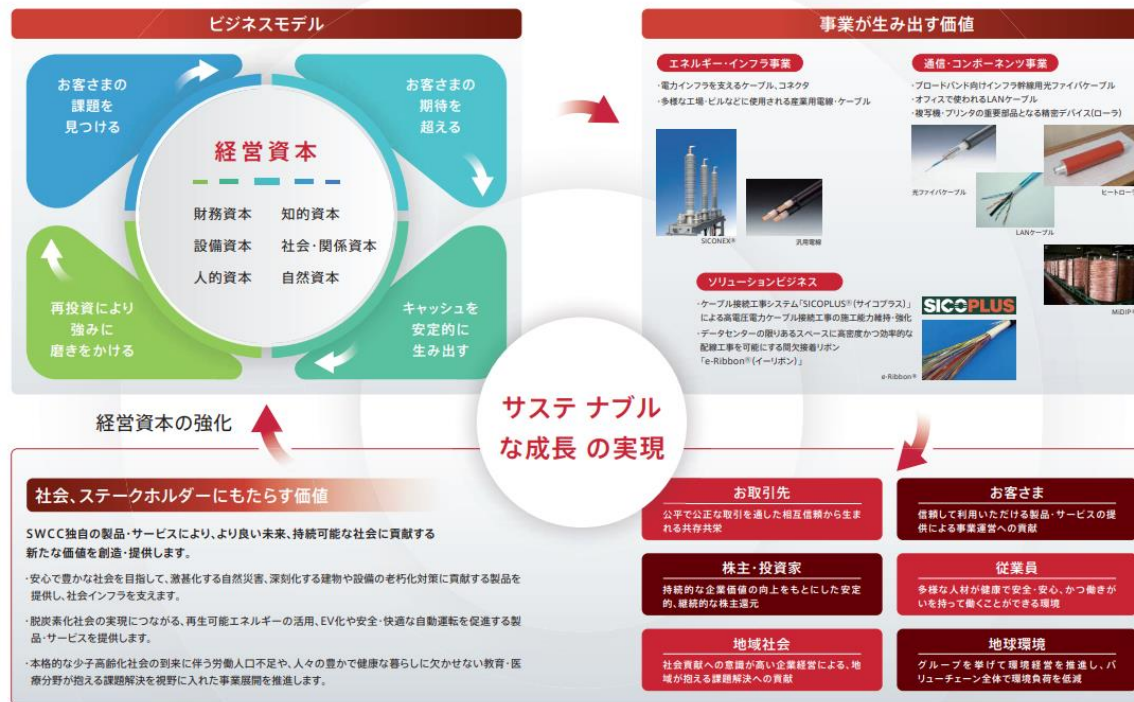 ビジネスモデル
お客さまの
課題を
見つける
お客さまの
期待を
超える
経営資本
財務資本 知的資本
設備資本 社会・関係資本
人的資本 自然資本
再投資により
強みに
磨きをかける
キャッシュを
安定的に
生み出す
事業が生み出す価値
エネルギー・インフラ事業
・電力インフラを支えるケーブル、コネクタ
・多様な工場・ビルなどに使用される産業用電線・ケーブル
SICONEX®
汎用電線
通信・コンポーネンツ事業
・ブロードバンド向けインフラ幹線用光ファイバケーブル
・オフィスで使われるLANケーブル
・複写機・プリンタの重要部品となる精密デバイス(ローラ)
光ファイバケーブル
ヒートロー
LANケーブル
MiDIP®
ソリューションビジネス
・ケーブル接続工事システム「SICOPLUS®(サイコプラス)」
による高電圧電力ケーブル接続工事の施工能力維持・強化
・データセンターの限りあるスペースに高密度かつ効率的な
配線工事を可能にする間欠接着リボン
「e-Ribbon®(イーリボン)」
SICOPLUS
e-Ribbon®
サステ ナブル
な成長 の実現
経営資本の強化
社会、ステークホルダーにもたらす価値
SWCC独自の製品・サービスにより、より良い未来、持続可能な社会に貢献する
新たな価値を創造・提供します。
・安心で豊かな社会を目指して、激甚化する自然災害、深刻化する建物や設備の老朽化対策に貢献する製品を
提供し、社会インフラを支えます。
・脱炭素化社会の実現につながる、再生可能エネルギーの活用、EV化や安全・快適な自動運転を促進する製
品・サービスを提供します。
・本格的な少子高齢化社会の到来に伴う労働人口不足や、人々の豊かで健康な暮らしに欠かせない教育・医
療分野が抱える課題解決を視野に入れた事業展開を推進します。
お取引先
公平で公正な取引を通した相互信頼から生ま
れる共存共栄
お客さま
信頼して利用いただける製品・サービスの提
供による事業運営への貢献
株主・投資家
持続的な企業価値の向上をもとにした安定
的、継続的な株主還元
従業員
多様な人材が健康で安全・安心、かつ働きが
いを持って働くことができる環境
地域社会
社会貢献への意識が高い企業経営による、地
域が抱える課題解決への貢献
地球環境
グループを挙げて環境経営を推進し、バ
リューチェーン全体で環境負荷を低減